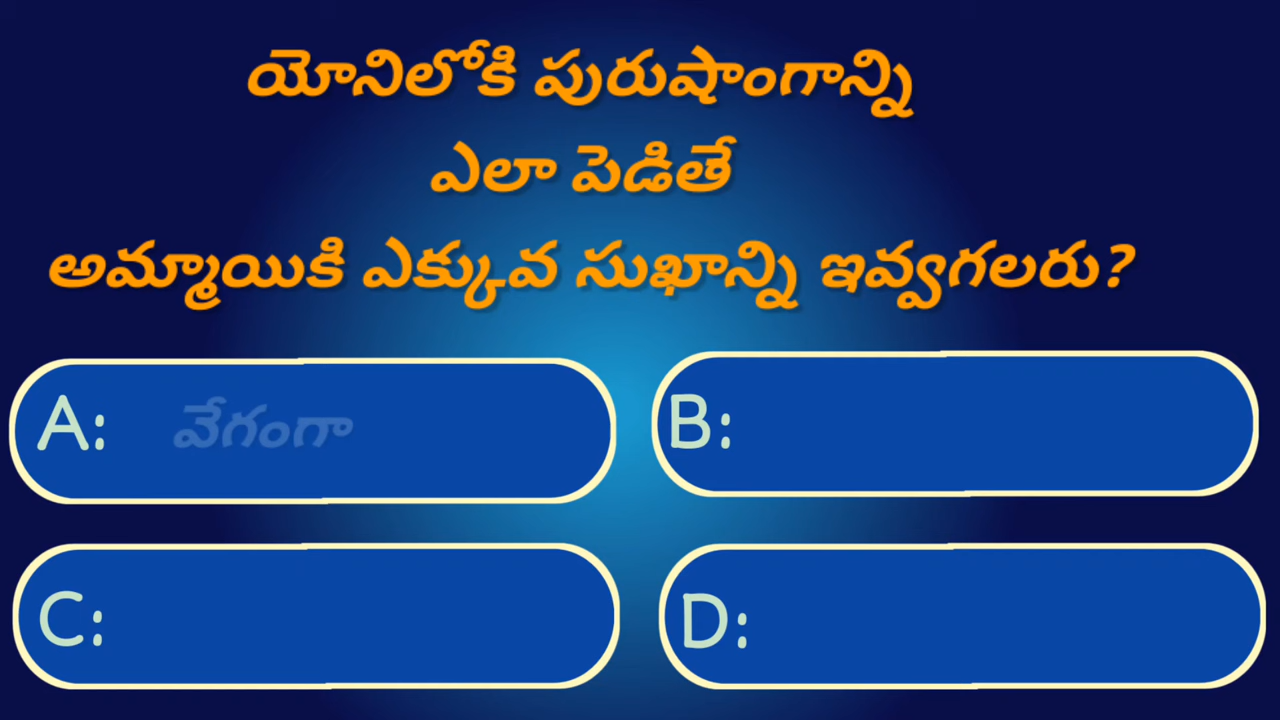 యోనిలోకి పురుషాంగాన్ని
ఎలా పెడితే
అమ్మాయికి ఎక్కువ సుఖాన్ని ఇవ్వగలరు?
A: వేగంగా
B:
C:
D: